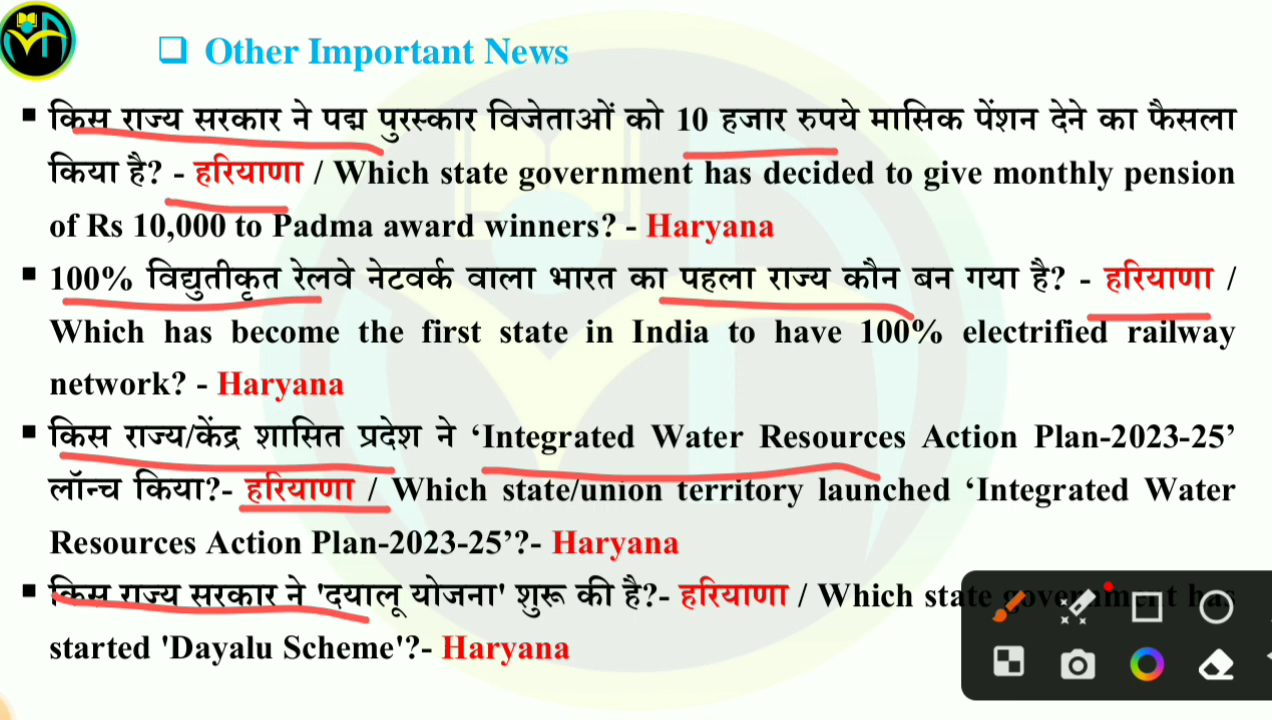 Other Important News
किस राज्य सरकार ने पद्म पुरस्कार विजेताओं को 10 हजार रुपये मासिक पेंशन देने का फैसला
किया है? - हरियाणा / Which state government has decided to give monthly pension
of Rs 10,000 to Padma award winners? - Haryana
100% विद्युतीकृत रेलवे नेटवर्क वाला भारत का पहला राज्य कौन बन गया है? - हरियाणा /
Which has become the first state in India to have 100% electrified railway
network? - Haryana
किस राज्य/केंद्र शासित प्रदेश ने ‘Integrated Water Resources Action Plan-2023-25’
लॉन्च किया?- हरियाणा / Which state/union territory launched ‘Integrated Water
Resources Action Plan-2023-25’?- Haryana
किस राज्य सरकार ने 'दयालू योजना' शुरू की है?- हरियाणा / Which state government has
started 'Dayalu Scheme'?- Haryana